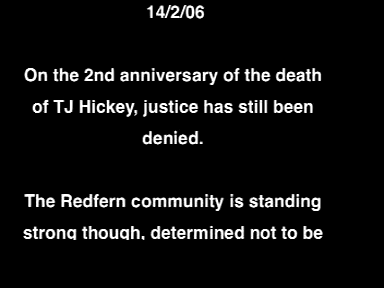 14/2/06
On the 2nd anniversary of the death
of TJ Hickey, justice has still been
denied.
The Redfern community is standing
strong though, determined not to be